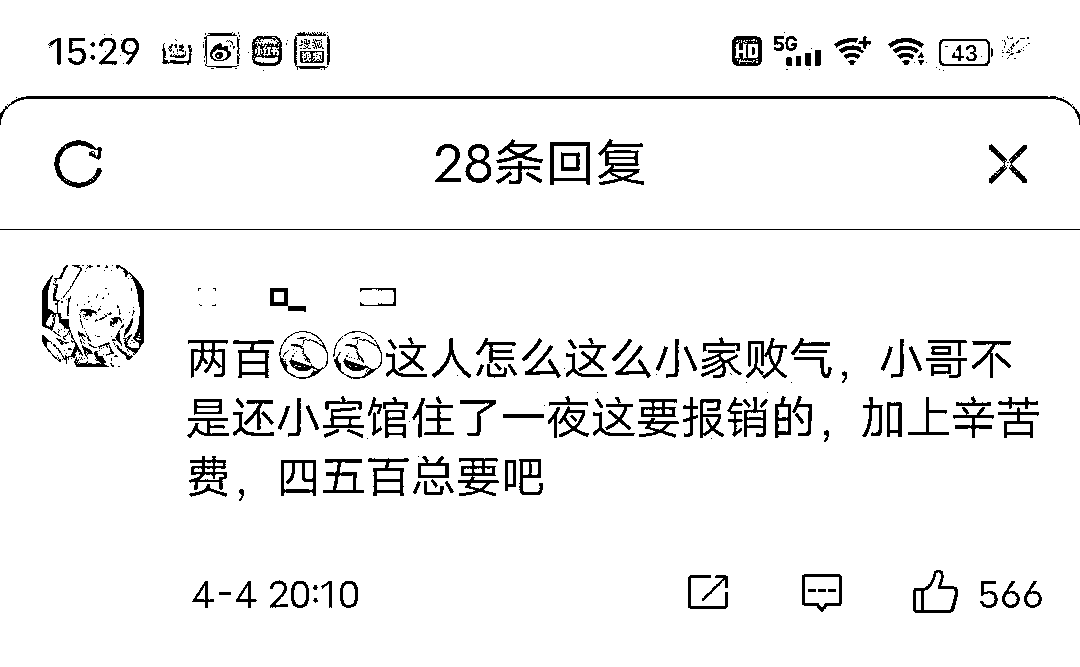 15:29
HD 5G 43
28条回复
两百这人怎么这么小家败气，小哥不
是还小宾馆住了一夜这要报销的，加上辛苦
费，四五百总要吧
4-4 20:10 566